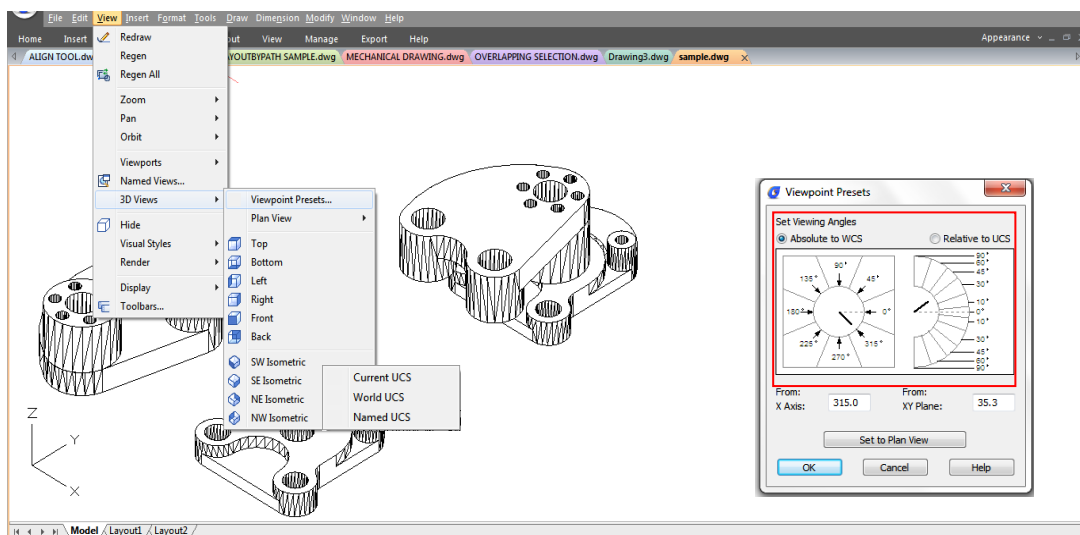 File Edit View Insert Format Tools Draw Dimension Modify Window Help
Home Insert out View Manage Export Help Appearance
ALIGN TOOL.dw YOUTBYPATH SAMPLE.dwg MECHANICAL DRAWING.dwg OVERLAPPING SELECTION.dwg Drawing3.dwg sample.dwg
Redraw
Regen
Regen All
Zoom
Pan
Orbit
Viewports
Named Views...
3D Views
Hide
Visual Styles
Render
Display
Toolbars...
Viewpoint Presets...
Plan View
Top
Bottom
Left
Right
Front
Back
SW Isometric
SE Isometric
NE Isometric
NW Isometric
Current UCS
World UCS
Named UCS
Z
Y
X
Viewpoint Presets
Set Viewing Angles
Absolute to WCS Relative to UCS
90°
135° 45°
180° 0°
225° 315°
270°
90°
60°
45°
30°
10°
0°
10°
30°
45°
60°
90°
From: From:
X Axis: 315.0 XY Plane: 35.3
Set to Plan View
OK Cancel Help
Model Layout1 Layout2